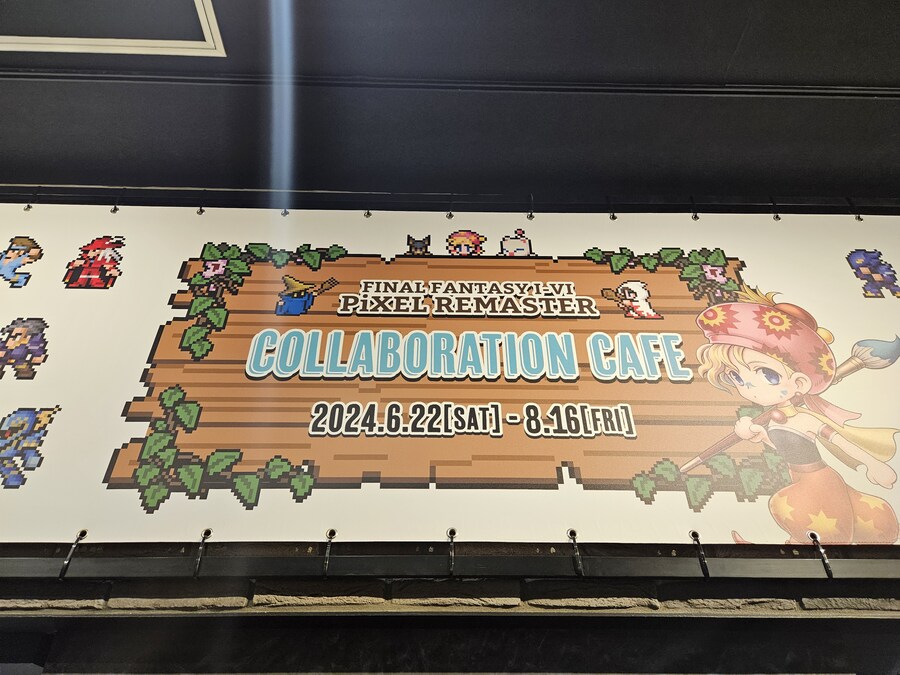 FINAL FANTASY I-VI
PiXEL REMASTER
COLLABORATION CAFE
2024.6.22[SAT] - 8.16[FRI]